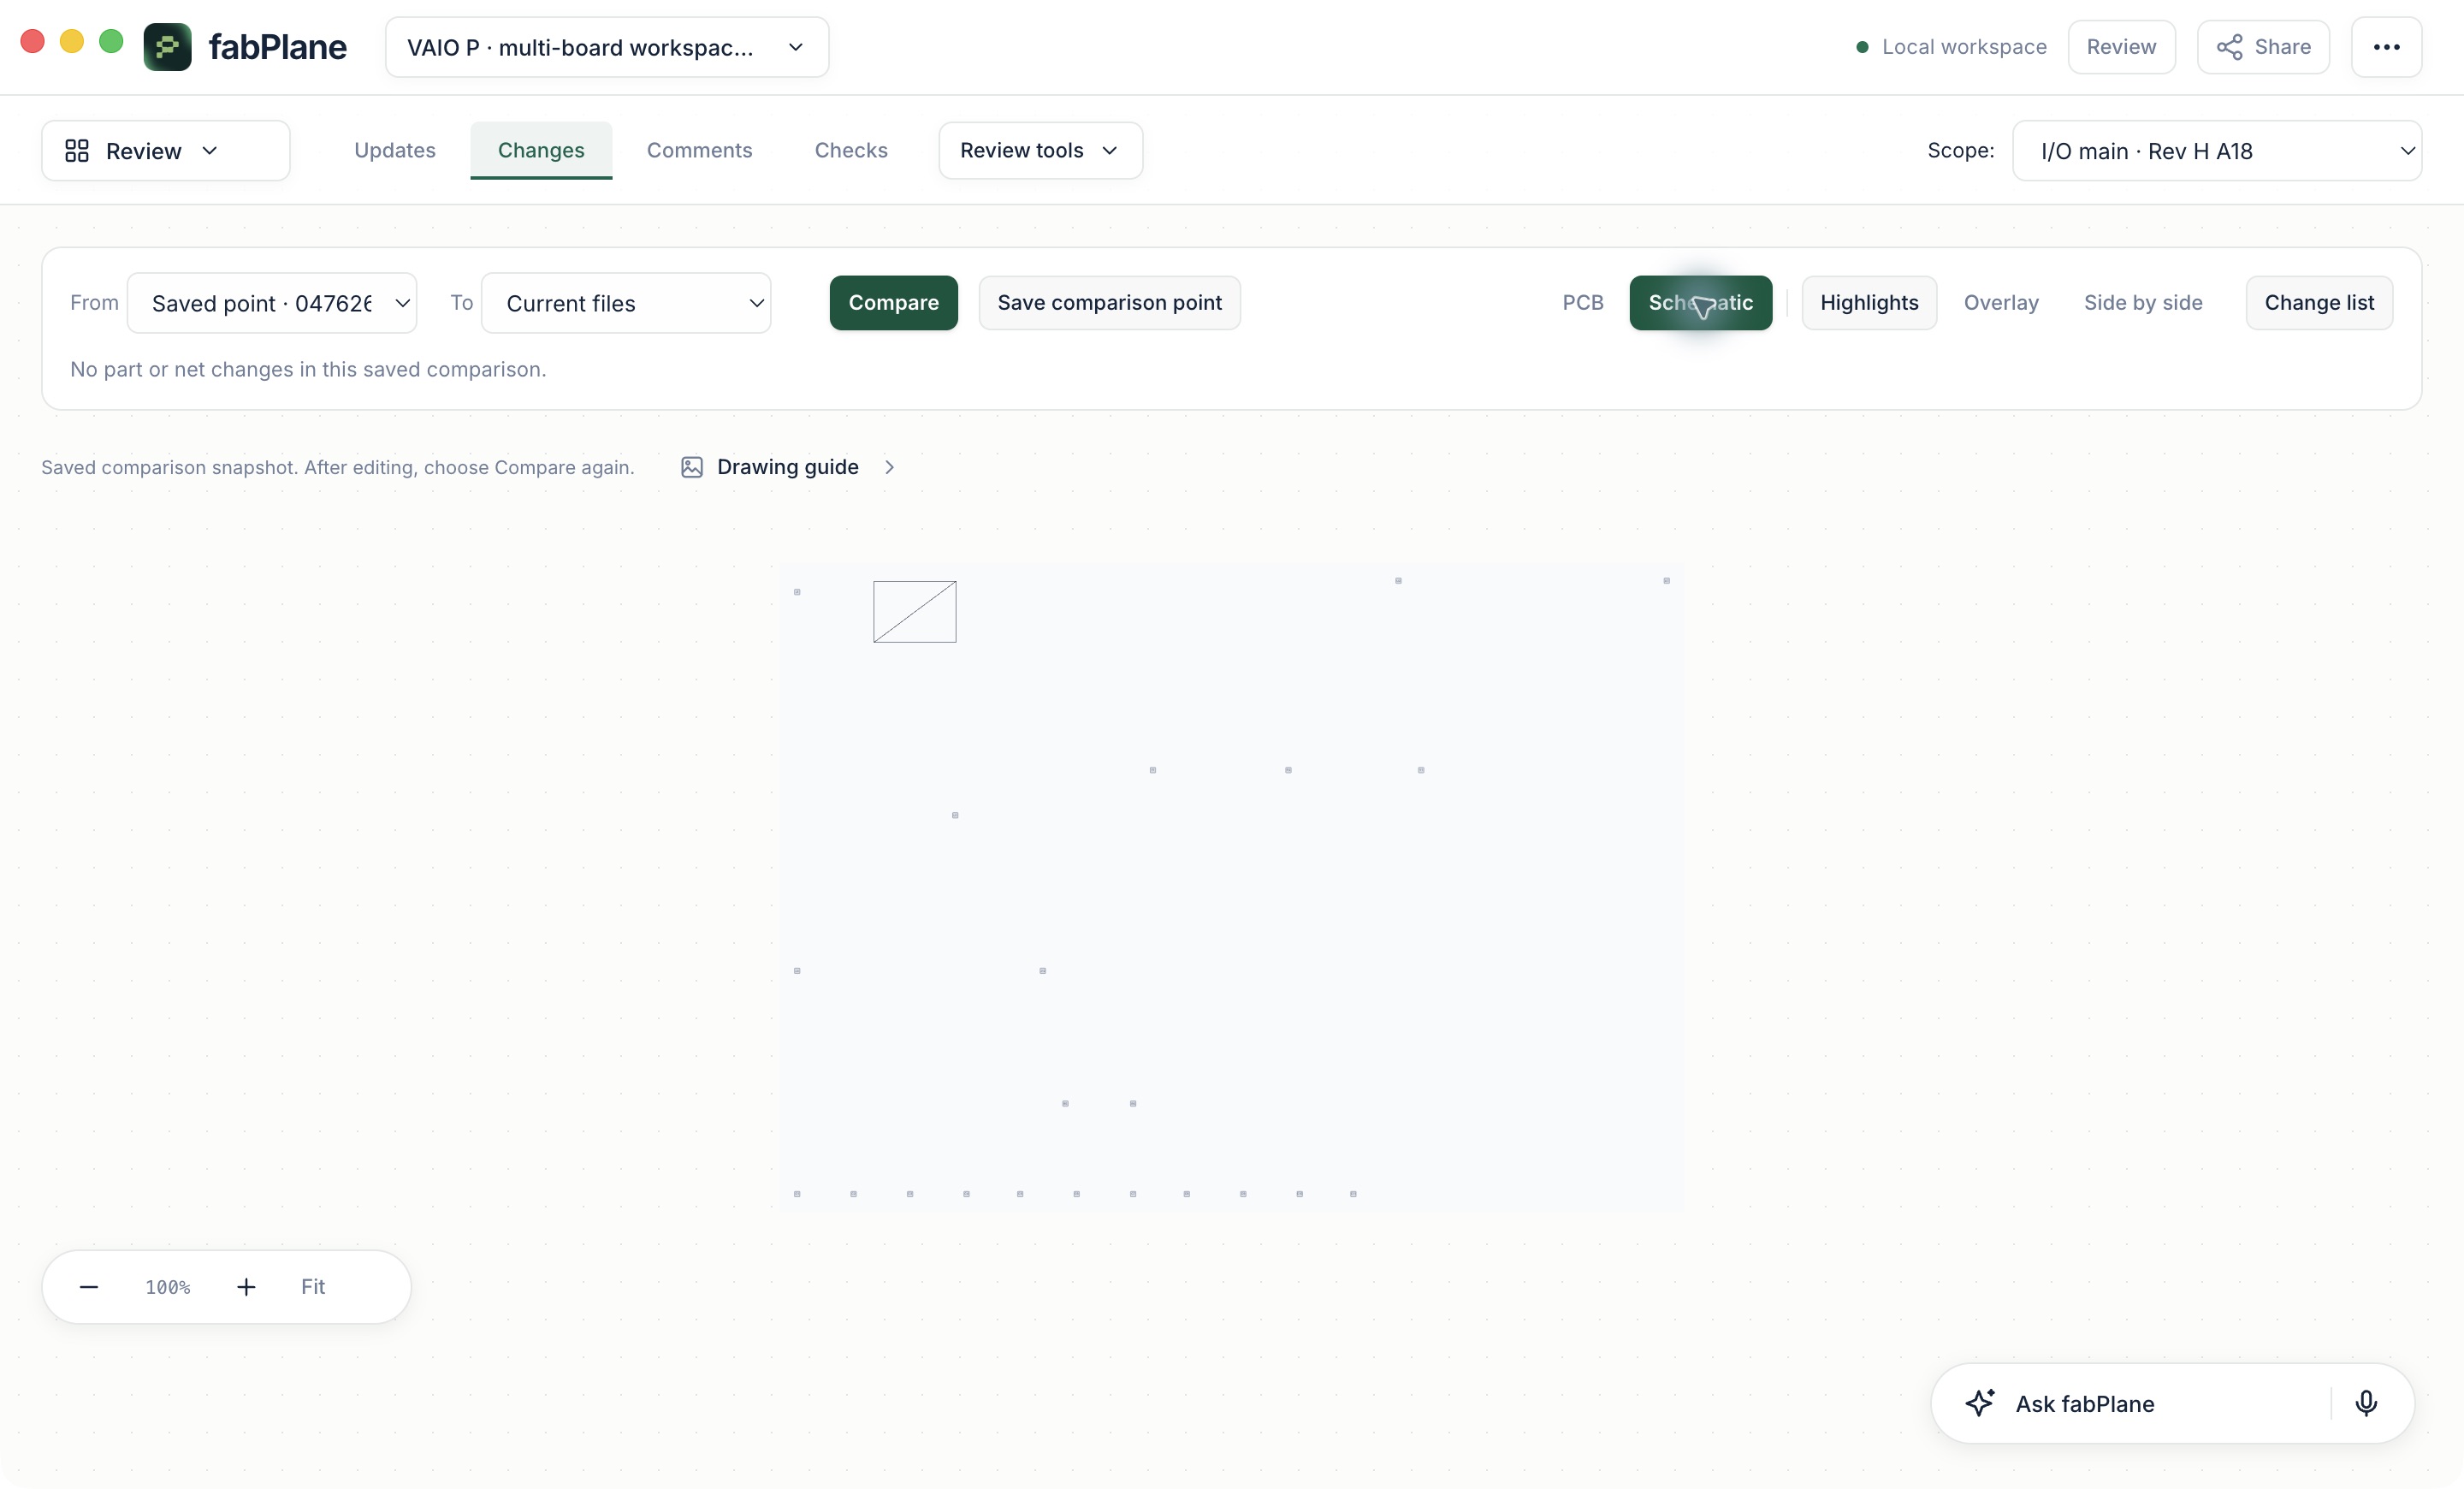 fabPlane
VAIO P · multi-board workspac...
Local workspace
Review
Share
Review
Updates
Changes
Comments
Checks
Review tools
Scope:
I/O main · Rev H A18
From
Saved point · 047626
To
Current files
Compare
Save comparison point
PCB
Schematic
Highlights
Overlay
Side by side
Change list
No part or net changes in this saved comparison.
Saved comparison snapshot. After editing, choose Compare again.
Drawing guide
100%
Fit
Ask fabPlane